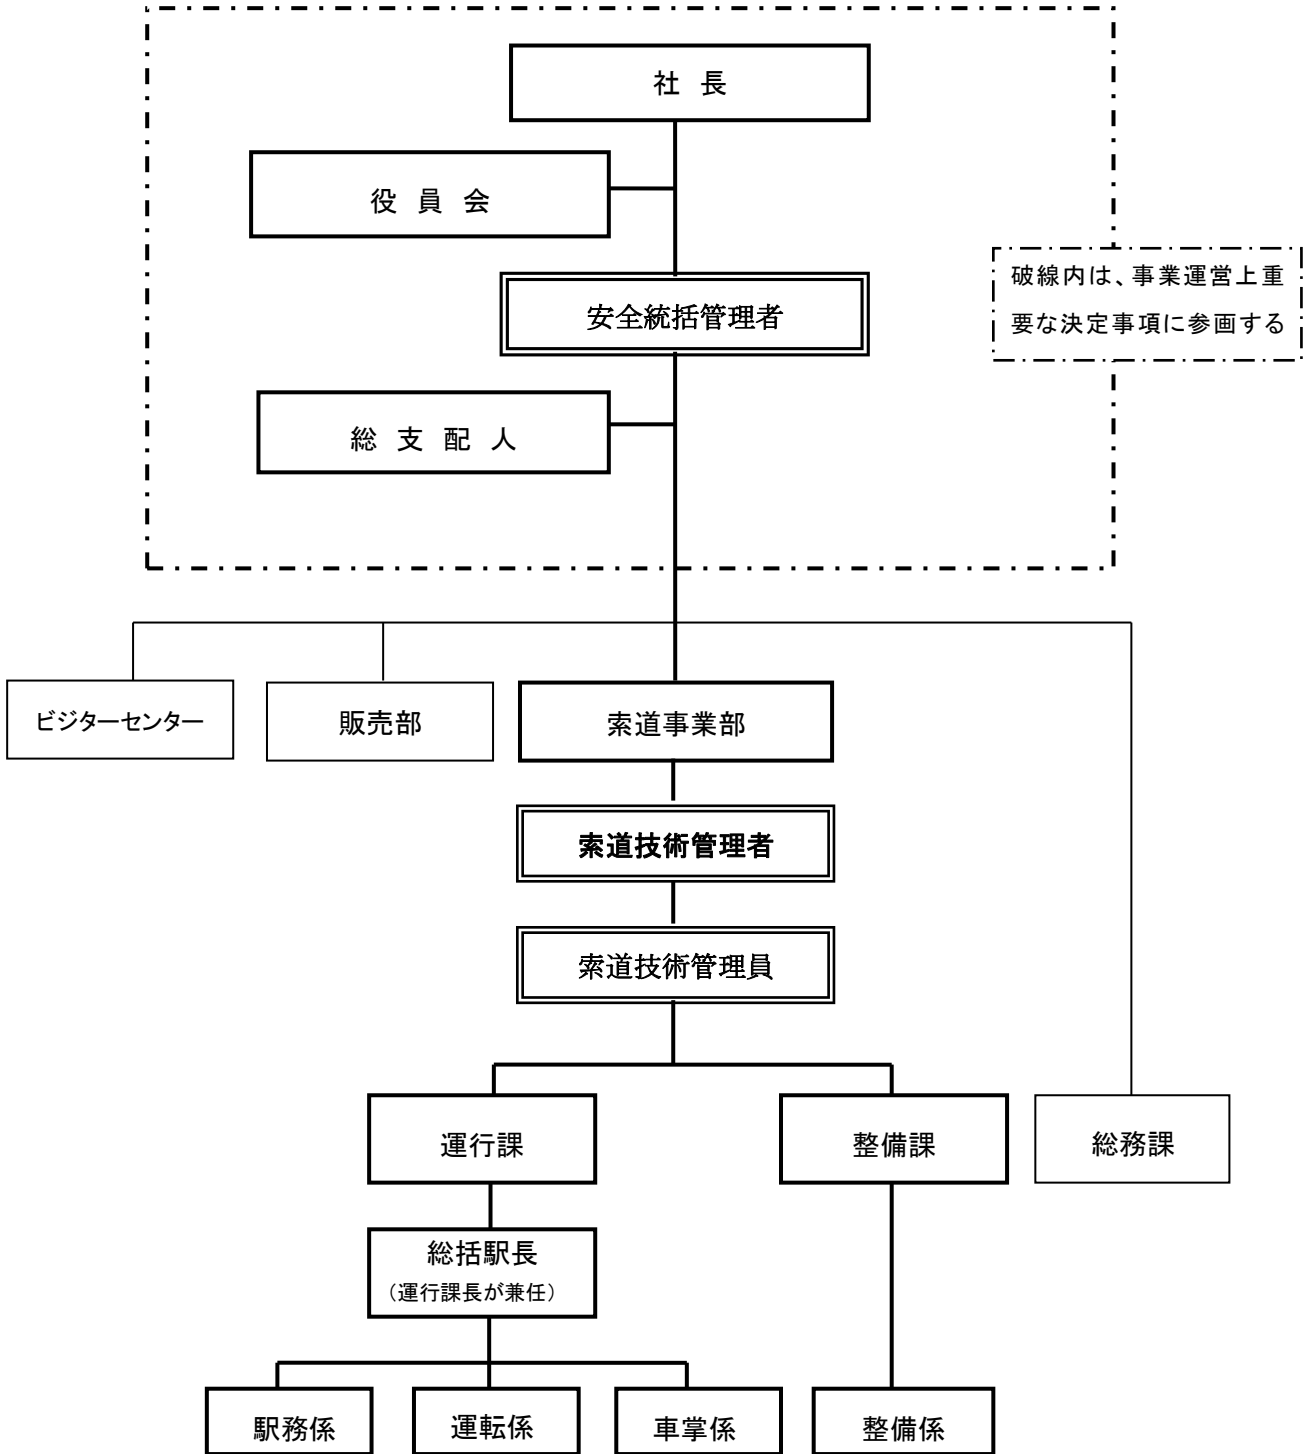 社 長
役 員 会
安全統括管理者
破線内は、事業運営上重
要な決定事項に参画する
総 支 配 人
ビジターセンター
販売部
索道事業部
索道技術管理者
索道技術管理員
運行課
整備課
総務課
総括駅長
（運行課長が兼任）
駅務係
運転係
車掌係
整備係